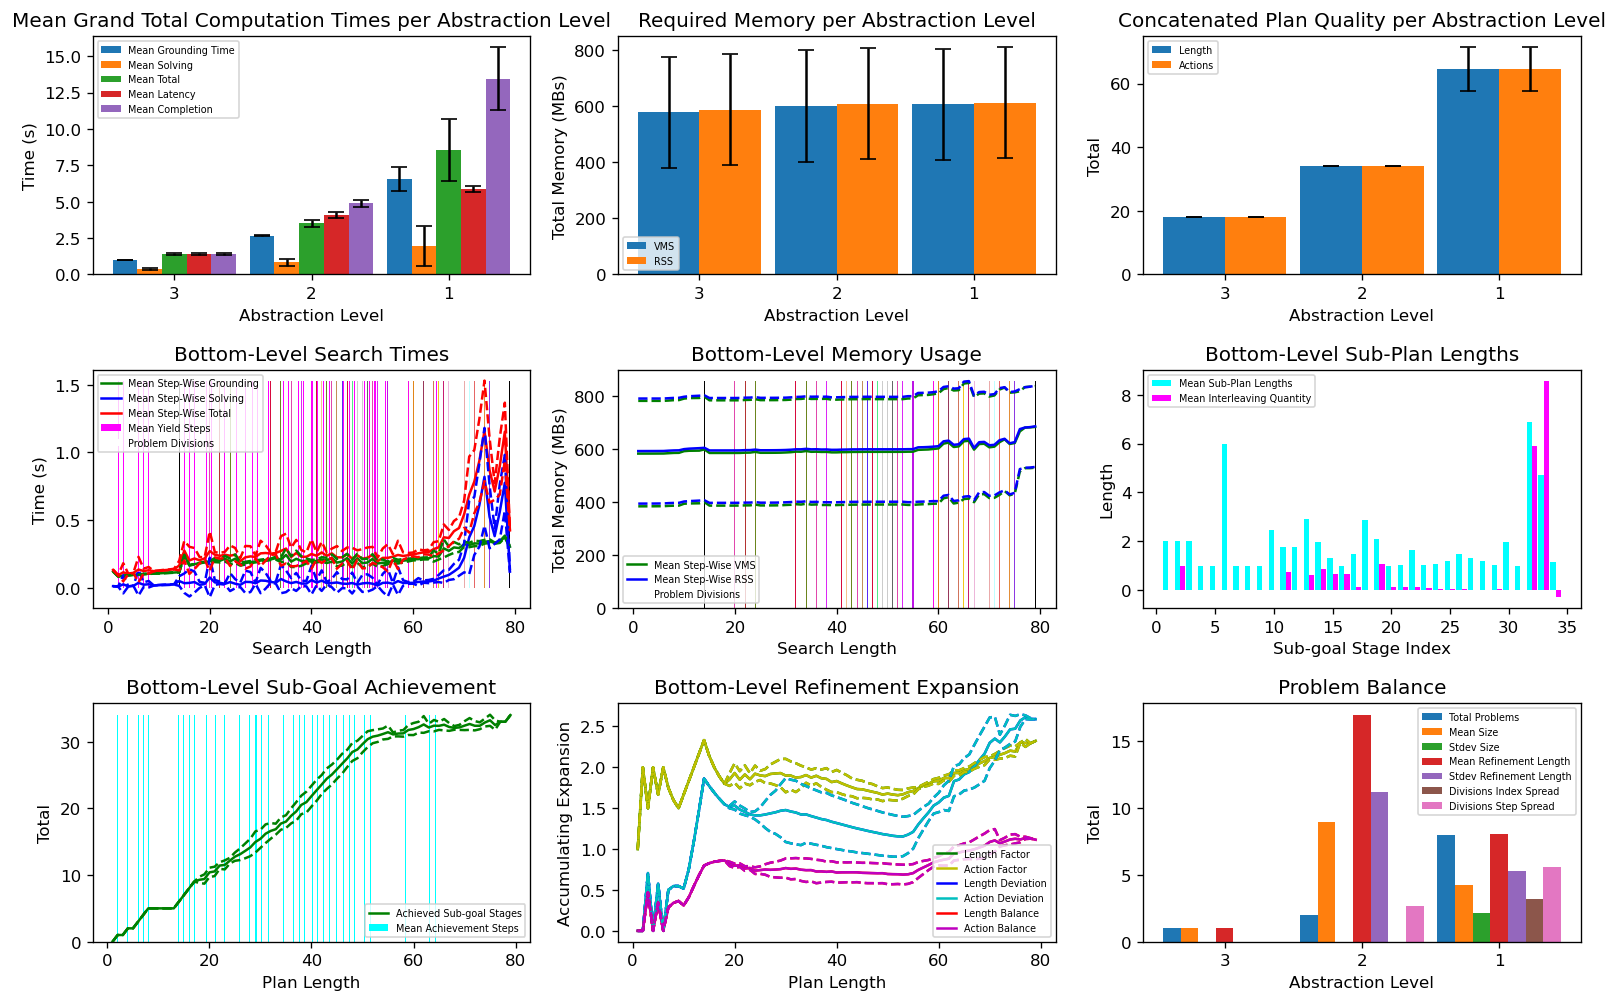 Mean Grand Total Computation Times per Abstraction Level
Time (s)
0.0
2.5
5.0
7.5
10.0
12.5
15.0
Mean Grounding Time
Mean Solving
Mean Total
Mean Latency
Mean Completion
3 2 1
Abstraction Level
Required Memory per Abstraction Level
Total Memory (MBs)
0
200
400
600
800
VMS
RSS
3 2 1
Abstraction Level
Concatenated Plan Quality per Abstraction Level
Total
0
20
40
60
Length
Actions
3 2 1
Abstraction Level
Bottom-Level Search Times
Time (s)
0.0
0.5
1.0
1.5
Mean Step-Wise Grounding
Mean Step-Wise Solving
Mean Step-Wise Total
Mean Yield Steps
Problem Divisions
0 20 40 60 80
Search Length
Bottom-Level Memory Usage
Total Memory (MBs)
0
200
400
600
800
Mean Step-Wise VMS
Mean Step-Wise RSS
Problem Divisions
0 20 40 60 80
Search Length
Bottom-Level Sub-Plan Lengths
Length
0
2
4
6
8
Mean Sub-Plan Lengths
Mean Interleaving Quantity
0 5 10 15 20 25 30 35
Sub-goal Stage Index
Bottom-Level Sub-Goal Achievement
Total
0
10
20
30
Achieved Sub-goal Stages
Mean Achievement Steps
0 20 40 60 80
Plan Length
Bottom-Level Refinement Expansion
Accumulating Expansion
0.0
0.5
1.0
1.5
2.0
2.5
Length Factor
Action Factor
Length Deviation
Action Deviation
Length Balance
Action Balance
0 20 40 60 80
Plan Length
Problem Balance
Total
0
5
10
15
Total Problems
Mean Size
Stdev Size
Mean Refinement Length
Stdev Refinement Length
Divisions Index Spread
Divisions Step Spread
3 2 1
Abstraction Level